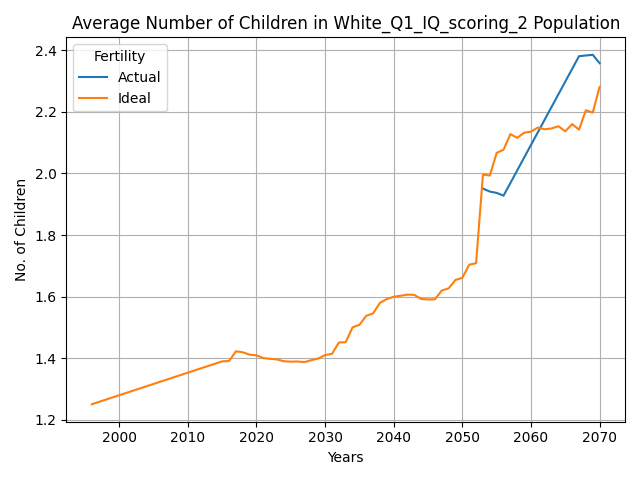 Average Number of Children in White_Q1_IQ_scoring_2 Population
Fertility
Actual
Ideal
No. of Children
2.4
2.2
2.0
1.8
1.6
1.4
1.2
2000 2010 2020 2030 2040 2050 2060 2070
Years